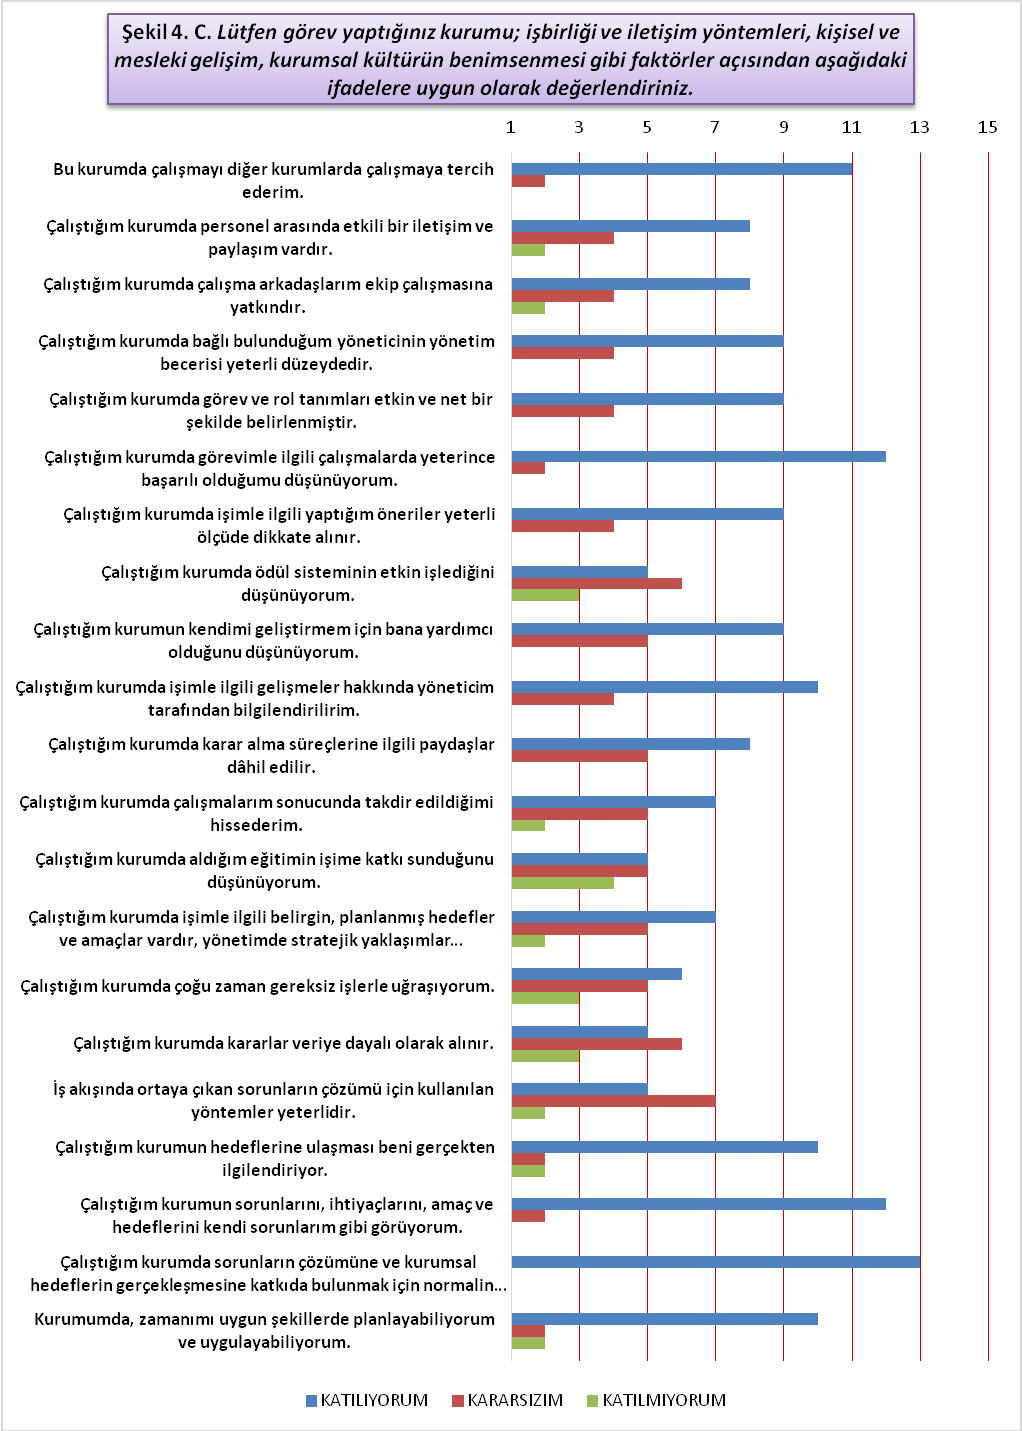 Şekil 4. C. Lütfen görev yaptığınız kurumu; işbirliği ve iletişim yöntemleri, kişisel ve
mesleki gelişim, kurumsal kültürün benimsenmesi gibi faktörler açısından aşağıdaki
ifadelere uygun olarak değerlendiriniz.
1 3 5 7 9 11 13 15
Bu kurumda çalışmayı diğer kurumlarda çalışmaya tercih
ederim.
Çalıştığım kurumda personel arasında etkili bir iletişim ve
paylaşım vardır.
Çalıştığım kurumda çalışma arkadaşlarım ekip çalışmasına
yatkındır.
Çalıştığım kurumda bağlı bulunduğum yöneticinin yönetim
becerisi yeterli düzeydedir.
Çalıştığım kurumda görev ve rol tanımları etkin ve net bir
şekilde belirlenmiştir.
Çalıştığım kurumda görevimle ilgili çalışmalarda yeterince
başarılı olduğumu düşünüyorum.
Çalıştığım kurumda işimle ilgili yaptığım öneriler yeterli
ölçüde dikkate alınır.
Çalıştığım kurumda ödül sisteminin etkin işlediğini
düşünüyorum.
Çalıştığım kurumun kendimi geliştirmem için bana yardımcı
olduğunu düşünüyorum.
Çalıştığım kurumda işimle ilgili gelişmeler hakkında yöneticim
tarafından bilgilendirilirim.
Çalıştığım kurumda karar alma süreçlerine ilgili paydaşlar
dâhil edilir.
Çalıştığım kurumda çalışmalarım sonucunda takdir edildiğimi
hissederim.
Çalıştığım kurumda aldığım eğitimin işime katkı sunduğunu
düşünüyorum.
Çalıştığım kurumda işimle ilgili belirgin, planlanmış hedefler
ve amaçlar vardır, yönetimde stratejik yaklaşımlar...
Çalıştığım kurumda çoğu zaman gereksiz işlerle uğraşıyorum.
Çalıştığım kurumda kararlar veriye dayalı olarak alınır.
İş akışında ortaya çıkan sorunların çözümü için kullanılan
yöntemler yeterlidir.
Çalıştığım kurumun hedeflerine ulaşması beni gerçekten
ilgilendiriyor.
Çalıştığım kurumun sorunlarını, ihtiyaçlarını, amaç ve
hedeflerini kendi sorunlarım gibi görüyorum.
Çalıştığım kurumda sorunların çözümüne ve kurumsal
hedeflerin gerçekleşmesine katkıda bulunmak için normalin...
Kurumumda, zamanımı uygun şekillerde planlayabiliyorum
ve uygulayabiliyorum.
KATILIYORUM KARARSIZIM KATILMIYORUM